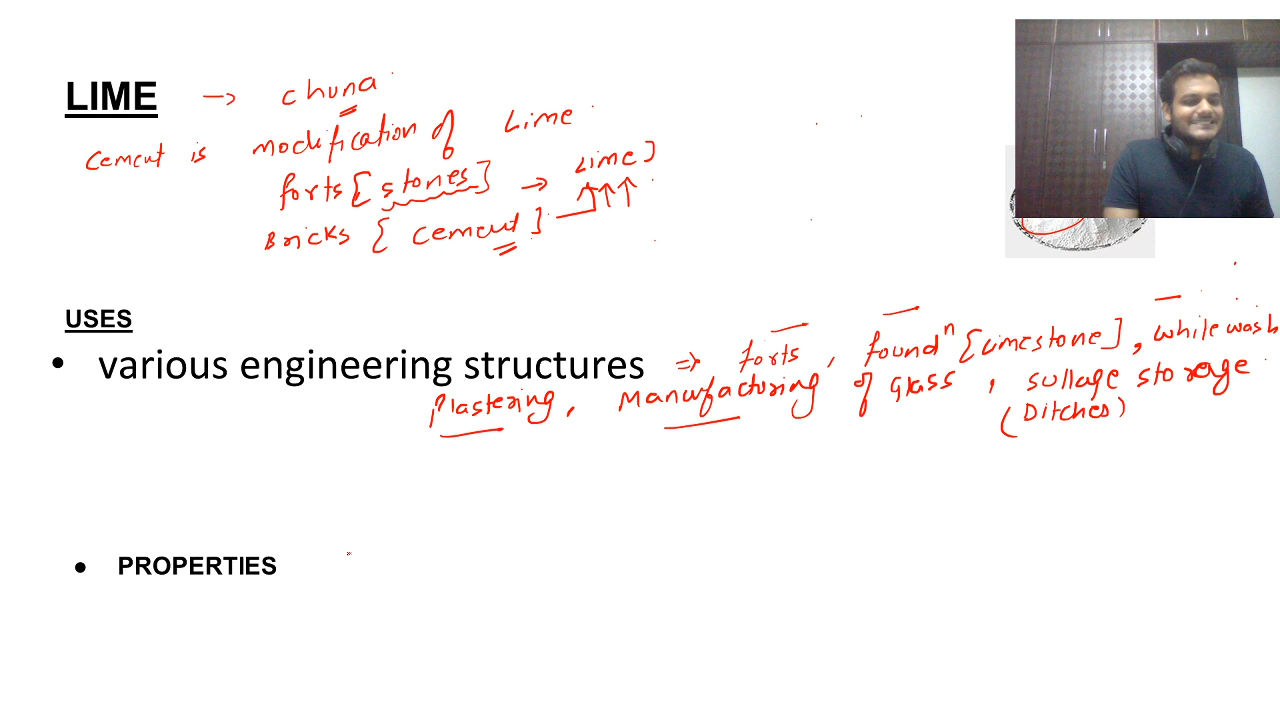 LIME → chuna
Cement is modification of Lime
forts [stones] → Lime]
Bricks [cement]
USES
• various engineering structures ⇒ forts, foundⁿ [Limestone], while wash
Plastering, Manufacturing of Glass, sullage storage
(Ditches)
• PROPERTIES